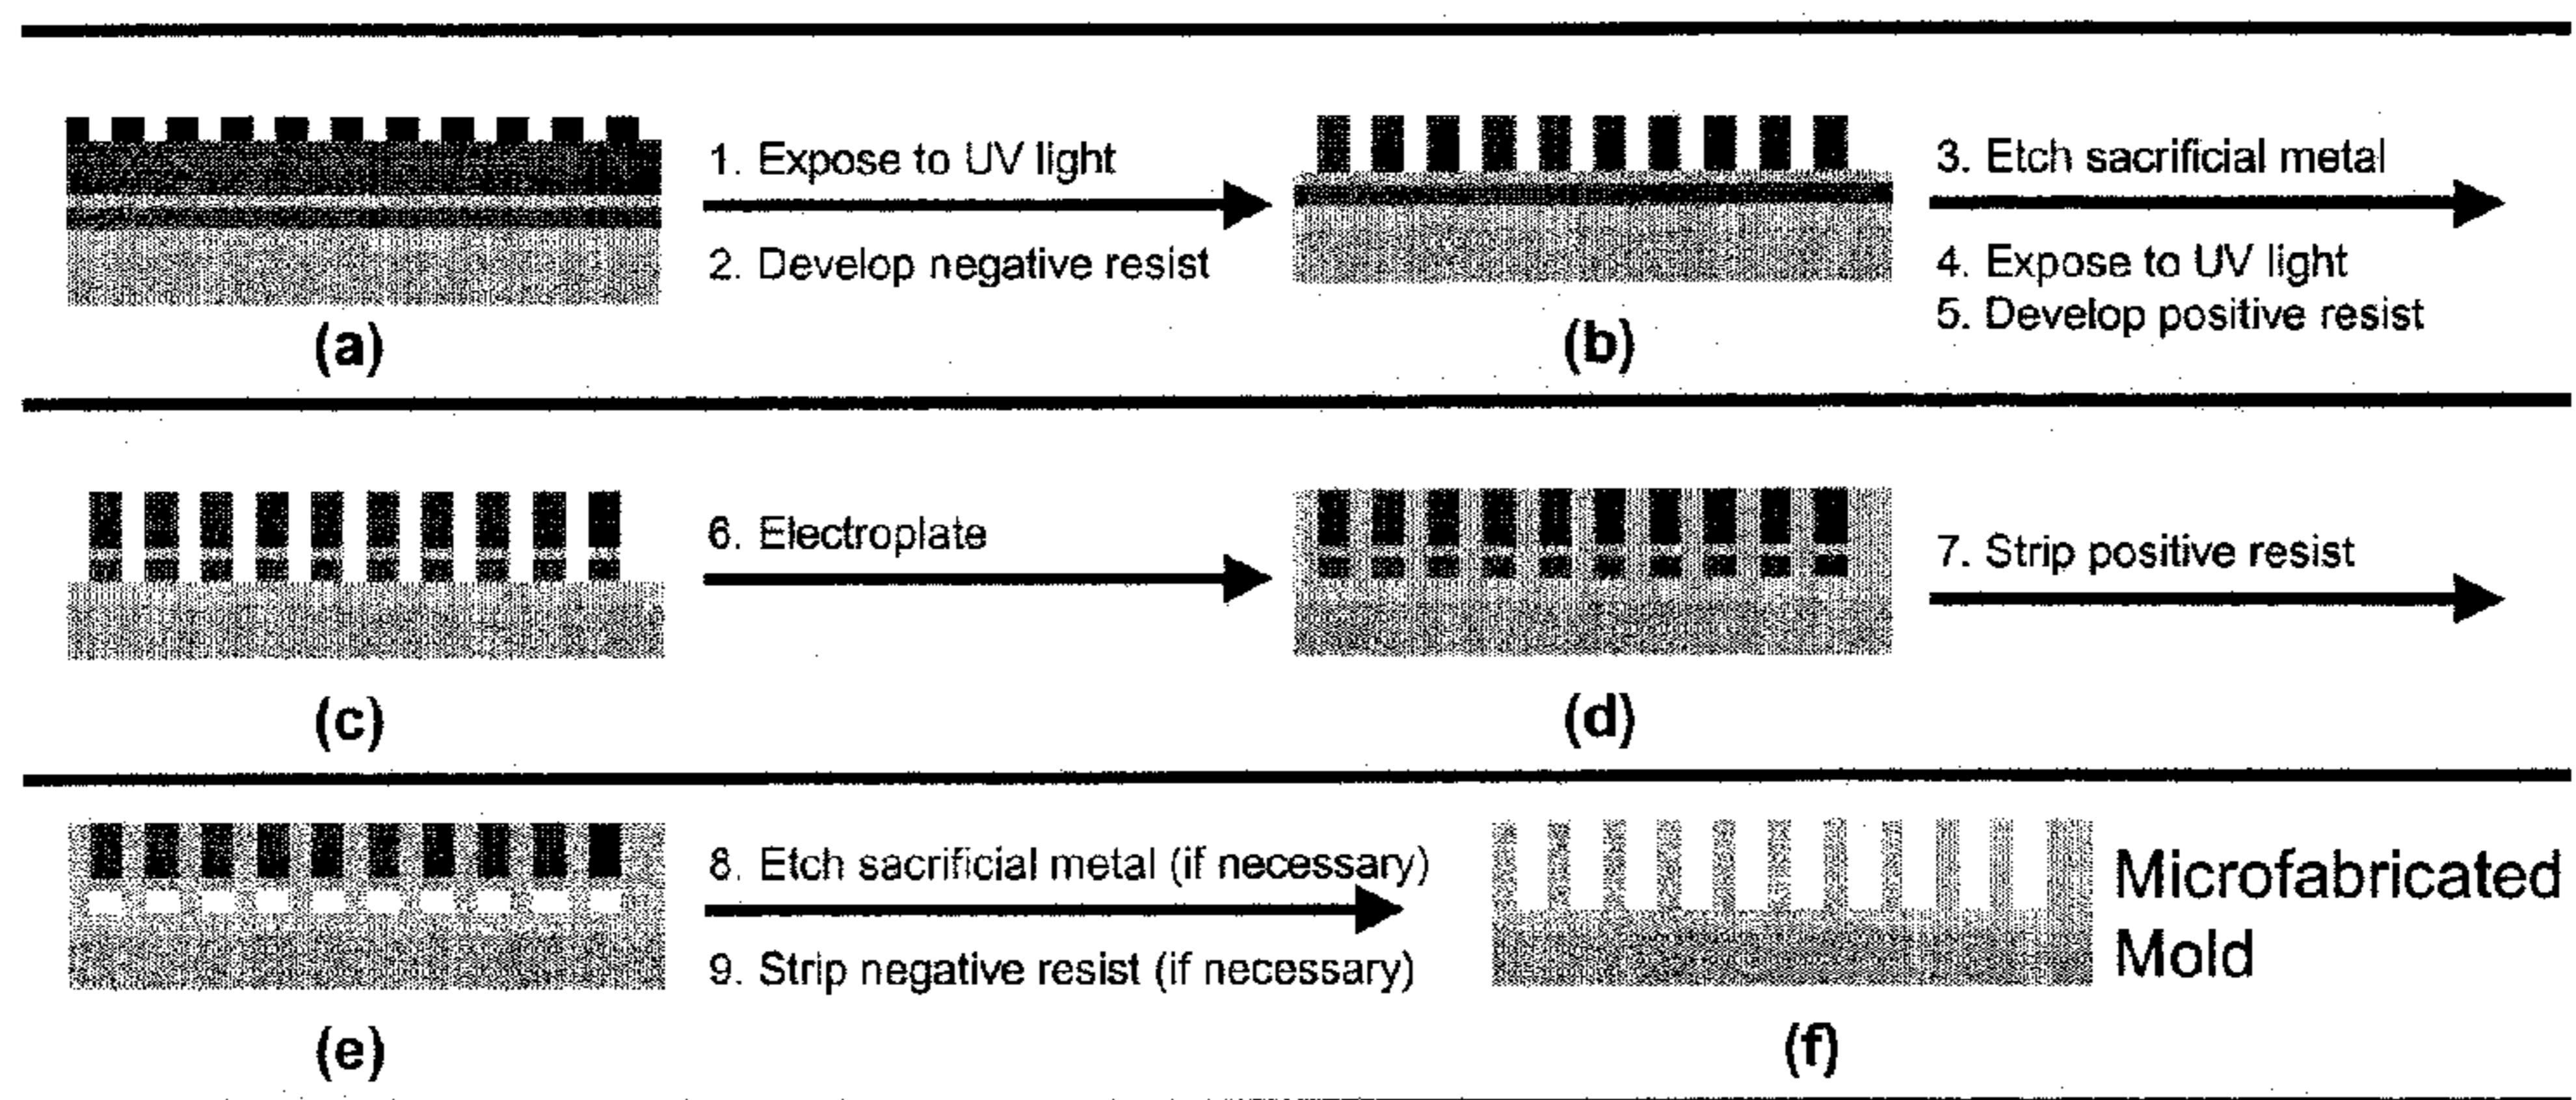 1. Expose to UV light
2. Develop negative resist
(a)
(b)
3. Etch sacrificial metal
4. Expose to UV light
5. Develop positive resist
(c)
6. Electroplate
(d)
7. Strip positive resist
(e)
8. Etch sacrificial metal (if necessary)
9. Strip negative resist (if necessary)
(f)
Microfabricated
Mold